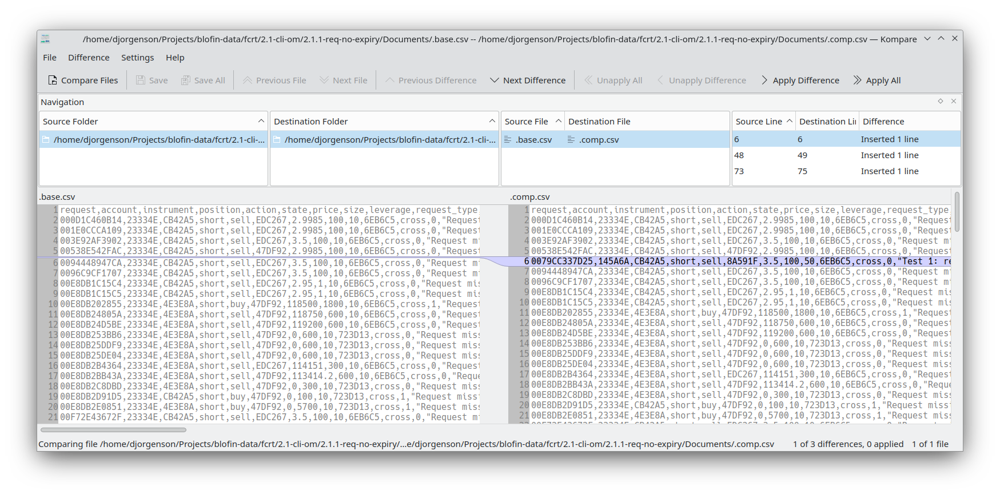 /home/djorgenson/Projects/blofin-data/fcrt/2.1-cli-om/2.1.1-req-no-expiry/Documents/.base.csv -- /home/djorgenson/Projects/blofin-data/fcrt/2.1-cli-om/2.1.1-req-no-expiry/Documents/.comp.csv — Kompare
File Difference Settings Help
Compare Files Save Save All Previous File Next File Previous Difference Next Difference Unapply All Unapply Difference Apply Difference Apply All
Navigation
Source Folder Destination Folder Source File Destination File Source Line Destination Li Difference
/home/djorgenson/Projects/blofin-data/fcrt/2.1-cli-... /home/djorgenson/Projects/blofin-data/fcrt/2.1-cli-... .base.csv .comp.csv 6 6 Inserted 1 line
48 49 Inserted 1 line
73 75 Inserted 1 line
.base.csv
1 request,account,instrument,position,action,state,price,size,leverage,request_type,
2 000D1C460B14,23334E,CB42A5,short,sell,EDC267,2.9985,100,10,6EB6C5,cross,0,"Request
3 001E0CCCA109,23334E,CB42A5,short,sell,EDC267,2.9985,100,10,6EB6C5,cross,0,"Request
4 003E92AF3902,23334E,CB42A5,short,sell,EDC267,3.5,100,10,6EB6C5,cross,0,"Request m
5 00538E542FAC,23334E,CB42A5,short,sell,47DF92,2.9985,100,10,6EB6C5,cross,0,"Request
6 0094448947CA,23334E,CB42A5,short,sell,EDC267,3.5,100,10,6EB6C5,cross,0,"Request m
7 0096C9CF1707,23334E,CB42A5,short,sell,EDC267,3.5,100,10,6EB6C5,cross,0,"Request m
8 00E8DB1C15C4,23334E,CB42A5,short,sell,EDC267,2.95,1,10,6EB6C5,cross,0,"Request mis
9 00E8DB1C15C5,23334E,CB42A5,short,sell,EDC267,2.95,1,10,6EB6C5,cross,0,"Request mis
10 00E8DB202855,23334E,4E3E8A,short,buy,47DF92,118500,1800,10,6EB6C5,cross,1,"Request
11 00E8DB24805A,23334E,4E3E8A,short,sell,47DF92,118750,600,10,6EB6C5,cross,0,"Request
12 00E8DB24D5BE,23334E,4E3E8A,short,sell,47DF92,119200,600,10,6EB6C5,cross,0,"Request
13 00E8DB253BB6,23334E,4E3E8A,short,sell,47DF92,0,600,10,723D13,cross,0,"Request miss
14 00E8DB25DDF9,23334E,4E3E8A,short,sell,47DF92,0,600,10,723D13,cross,0,"Request miss
15 00E8DB25DE04,23334E,4E3E8A,short,sell,47DF92,0,600,10,723D13,cross,0,"Request miss
16 00E8DB2B4364,23334E,4E3E8A,short,sell,EDC267,114151,300,10,6EB6C5,cross,0,"Request
17 00E8DB2BB43A,23334E,4E3E8A,short,sell,47DF92,113414.2,600,10,6EB6C5,cross,0,"Reque
18 00E8DB2C8DBD,23334E,4E3E8A,short,sell,47DF92,0,300,10,723D13,cross,0,"Request miss
19 00E8DB2D91D5,23334E,CB42A5,short,buy,47DF92,0,100,10,723D13,cross,1,"Request miss
20 00E8DB2E0851,23334E,4E3E8A,short,buy,47DF92,0,5700,10,723D13,cross,1,"Request mis
21 00F72E43672F,23334E,CB42A5,short,sell,EDC267,3.5,100,10,6EB6C5,cross,0,"Request m
.comp.csv
1 request,account,instrument,position,action,state,price,size,leverage,request_type,
2 000D1C460B14,23334E,CB42A5,short,sell,EDC267,2.9985,100,10,6EB6C5,cross,0,"Request
3 001E0CCCA109,23334E,CB42A5,short,sell,EDC267,2.9985,100,10,6EB6C5,cross,0,"Request
4 003E92AF3902,23334E,CB42A5,short,sell,EDC267,3.5,100,10,6EB6C5,cross,0,"Request m
5 00538E542FAC,23334E,CB42A5,short,sell,47DF92,2.9985,100,10,6EB6C5,cross,0,"Request
6 0079CC337D25,145A6A,CB42A5,short,sell,8A591F,3.5,100,50,6EB6C5,cross,0,"Test 1: re
7 0094448947CA,23334E,CB42A5,short,sell,EDC267,3.5,100,10,6EB6C5,cross,0,"Request m
8 0096C9CF1707,23334E,CB42A5,short,sell,EDC267,3.5,100,10,6EB6C5,cross,0,"Request m
9 00E8DB1C15C4,23334E,CB42A5,short,sell,EDC267,2.95,1,10,6EB6C5,cross,0,"Request mis
10 00E8DB1C15C5,23334E,CB42A5,short,sell,EDC267,2.95,1,10,6EB6C5,cross,0,"Request mis
11 00E8DB202855,23334E,4E3E8A,short,buy,47DF92,118500,1800,10,6EB6C5,cross,1,"Request
12 00E8DB24805A,23334E,4E3E8A,short,sell,47DF92,118750,600,10,6EB6C5,cross,0,"Request
13 00E8DB24D5BE,23334E,4E3E8A,short,sell,47DF92,119200,600,10,6EB6C5,cross,0,"Request
14 00E8DB253BB6,23334E,4E3E8A,short,sell,47DF92,0,600,10,723D13,cross,0,"Request miss
15 00E8DB25DDF9,23334E,4E3E8A,short,sell,47DF92,0,600,10,723D13,cross,0,"Request miss
16 00E8DB25DE04,23334E,4E3E8A,short,sell,47DF92,0,600,10,723D13,cross,0,"Request miss
17 00E8DB2B4364,23334E,4E3E8A,short,sell,EDC267,114151,300,10,6EB6C5,cross,0,"Request
18 00E8DB2BB43A,23334E,4E3E8A,short,sell,47DF92,113414.2,600,10,6EB6C5,cross,0,"Reque
19 00E8DB2C8DBD,23334E,4E3E8A,short,sell,47DF92,0,300,10,723D13,cross,0,"Request miss
20 00E8DB2D91D5,23334E,CB42A5,short,buy,47DF92,0,100,10,723D13,cross,1,"Request miss
21 00E8DB2E0851,23334E,4E3E8A,short,buy,47DF92,0,5700,10,723D13,cross,1,"Request mis
Comparing file /home/djorgenson/Projects/blofin-data/fcrt/2.1-cli-om/2.1.1-req-no-expiry/...e/djorgenson/Projects/blofin-data/fcrt/2.1-cli-om/2.1.1-req-no-expiry/Documents/.comp.csv 1 of 3 differences, 0 applied 1 of 1 file